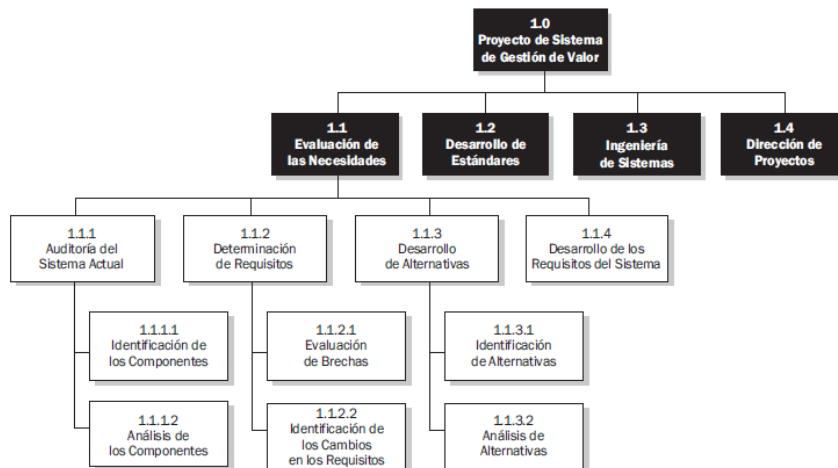 1.0
Proyecto de Sistema
de Gestión de Valor
1.1
Evaluación de
las Necesidades
1.2
Desarrollo de
Estándares
1.3
Ingeniería
de Sistemas
1.4
Dirección de
Proyectos
1.1.1
Auditoría del
Sistema Actual
1.1.2
Determinación
de Requisitos
1.1.3
Desarrollo
de Alternativas
1.1.4
Desarrollo de los
Requisitos del Sistema
1.1.1.1
Identificación de
los Componentes
1.1.2.1
Evaluación
de Brechas
1.1.3.1
Identificación
de Alternativas
1.1.1.2
Análisis de
los Componentes
1.1.2.2
Identificación de
los Cambios
en los Requisitos
1.1.3.2
Análisis de
Alternativas